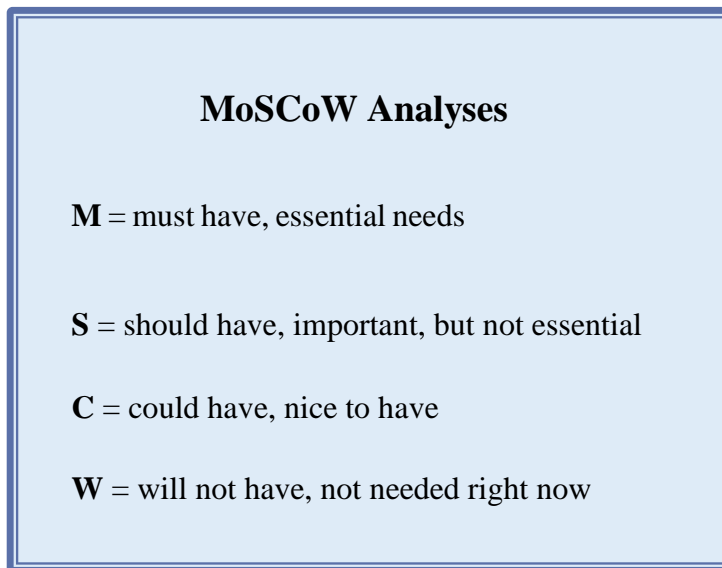 MoSCoW Analyses
M = must have, essential needs
S = should have, important, but not essential
C = could have, nice to have
W = will not have, not needed right now